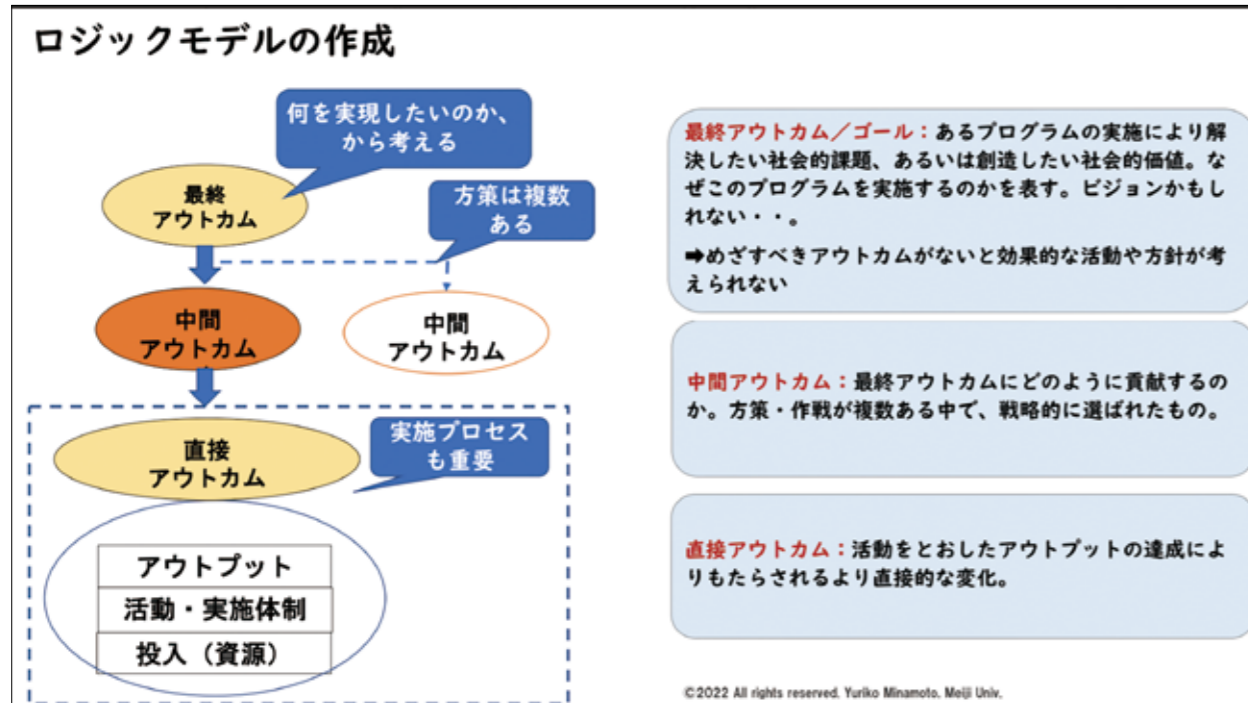 ロジックモデルの作成
何を実現したいのか、
から考える
最終
アウトカム
方策は複数
ある
中間
アウトカム
中間
アウトカム
直接
アウトカム
実施プロセス
も重要
アウトプット
活動・実施体制
投入（資源）
最終アウトカム／ゴール：あるプログラムの実施により解
決したい社会的課題、あるいは創造したい社会的価値。な
ぜこのプログラムを実施するのかを表す。ビジョンかもし
れない・・。
➡めざすべきアウトカムがないと効果的な活動や方針が考
えられない
中間アウトカム：最終アウトカムにどのように貢献するの
か。方策・作戦が複数ある中で、戦略的に選ばれたもの。
直接アウトカム：活動をとおしたアウトプットの達成によ
りもたらされるより直接的な変化。
©2022 All rights reserved. Yuriko Minamoto. Meiji Univ.